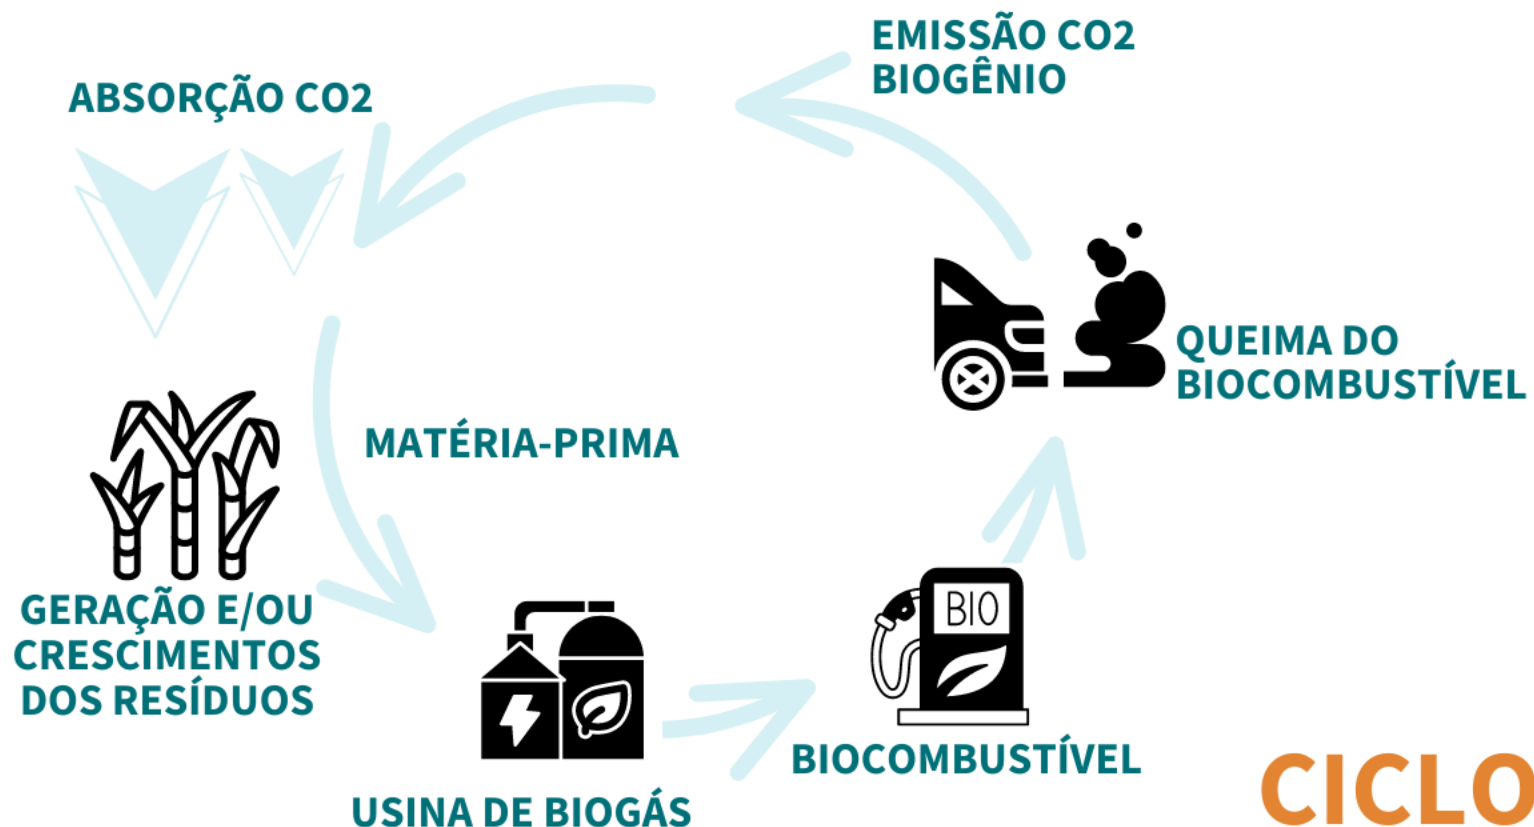 EMISSÃO CO2
BIOGÊNIO
ABSORÇÃO CO2
QUEIMA DO
BIOCOMBUSTÍVEL
MATÉRIA-PRIMA
GERAÇÃO E/OU
CRESCIMENTOS
DOS RESÍDUOS
BIO
BIOCOMBUSTÍVEL
USINA DE BIOGÁS
CICLO